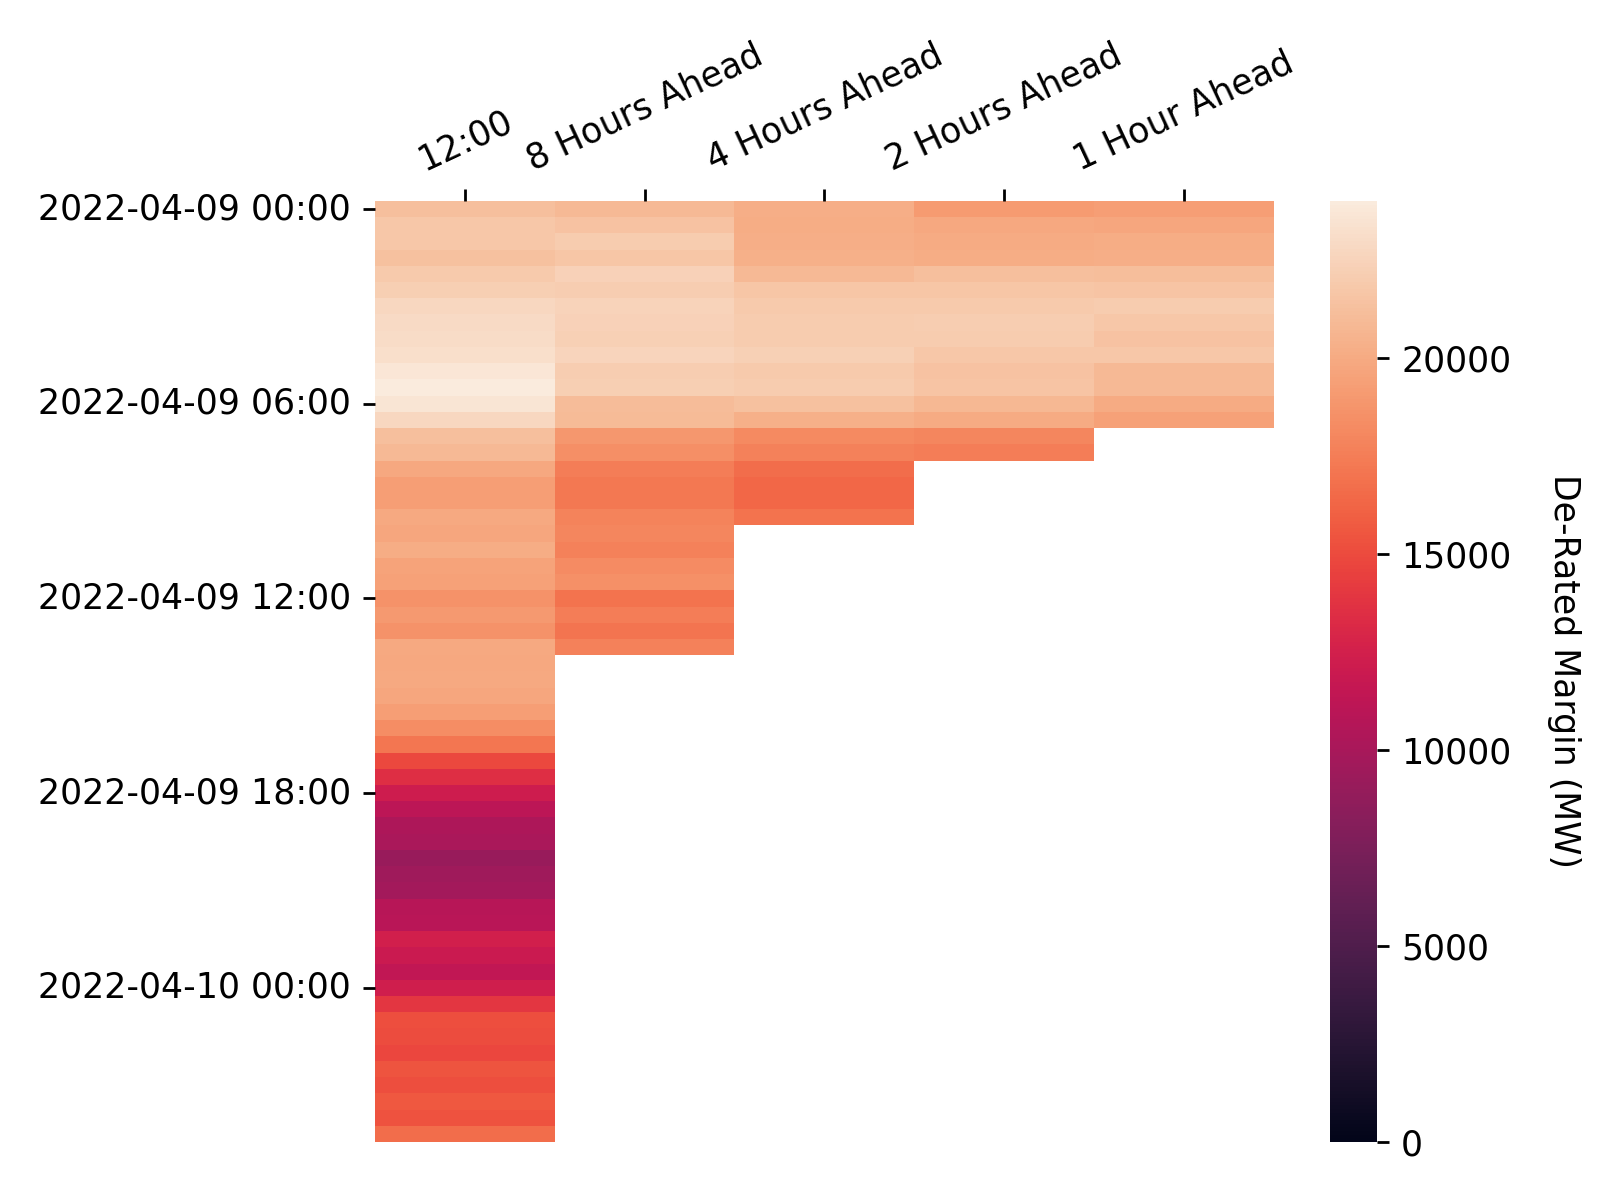 12:00
8 Hours Ahead
4 Hours Ahead
2 Hours Ahead
1 Hour Ahead
2022-04-09 00:00
2022-04-09 06:00
2022-04-09 12:00
2022-04-09 18:00
2022-04-10 00:00
20000
15000
10000
5000
0
De-Rated Margin (MW)